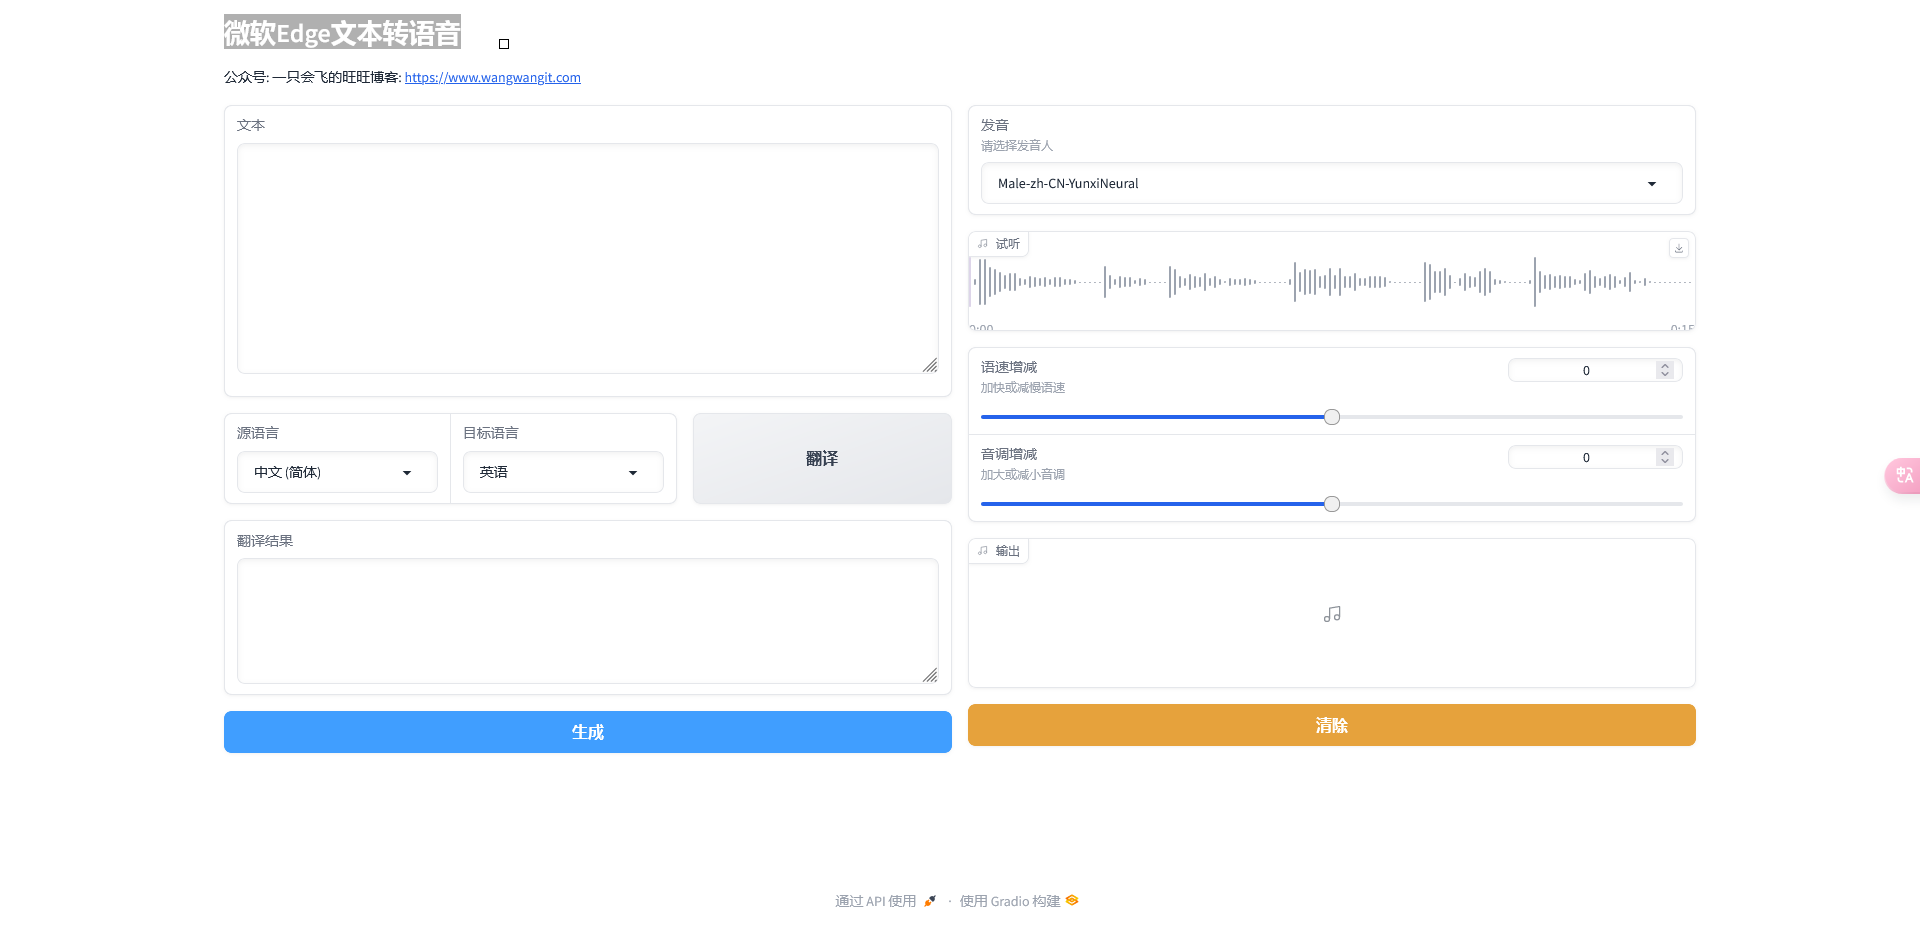 微软Edge文本转语音
公众号: 一只会飞的旺旺博客: https://www.wangwangit.com
文本
源语言
中文 (简体)
目标语言
英语
翻译
翻译结果
生成
发音
请选择发音人
Male-zh-CN-YunxiNeural
试听
0:00
0:15
语速增减
0
加快或减慢语速
音调增减
0
加大或减小音调
输出
清除
通过 API 使用 · 使用 Gradio 构建